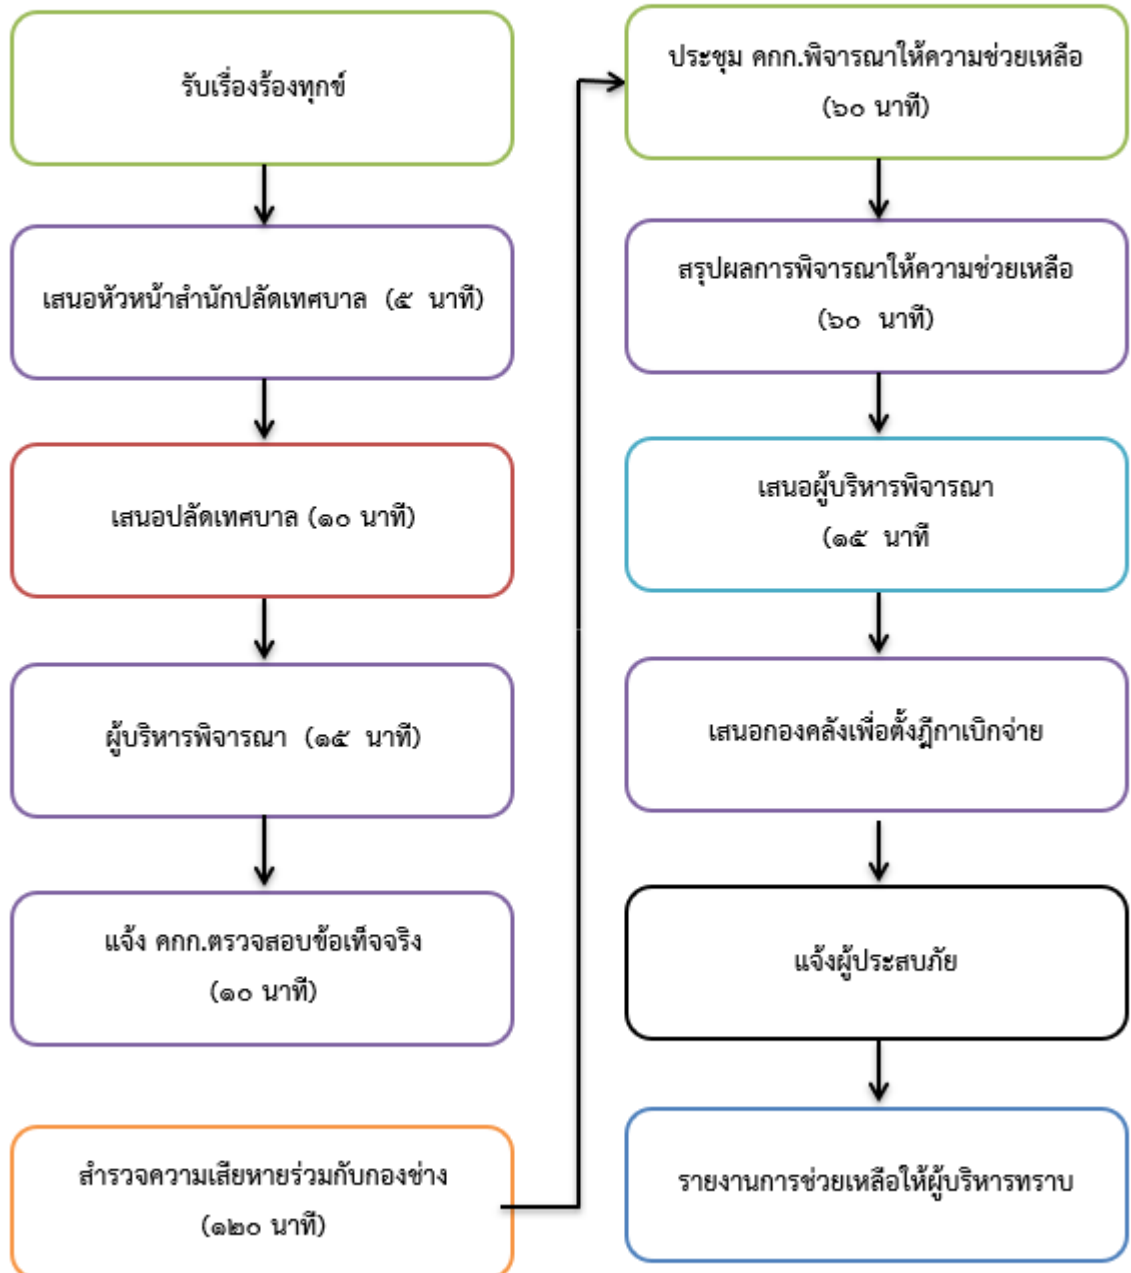 รับเรื่องร้องทุกข์
เสนอหัวหน้าสำนักปลัดเทศบาล (๕ นาที)
เสนอปลัดเทศบาล (๑๐ นาที)
ผู้บริหารพิจารณา (๑๕ นาที)
แจ้ง คกก.ตรวจสอบข้อเท็จจริง
(๑๐ นาที)
สำรวจความเสียหายร่วมกับกองช่าง
(๑๒๐ นาที)
ประชุม คกก.พิจารณาให้ความช่วยเหลือ
(๖๐ นาที)
สรุปผลการพิจารณาให้ความช่วยเหลือ
(๖๐ นาที)
เสนอผู้บริหารพิจารณา
(๑๕ นาที
เสนอกองคลังเพื่อตั้งฎีกาเบิกจ่าย
แจ้งผู้ประสบภัย
รายงานการช่วยเหลือให้ผู้บริหารทราบ